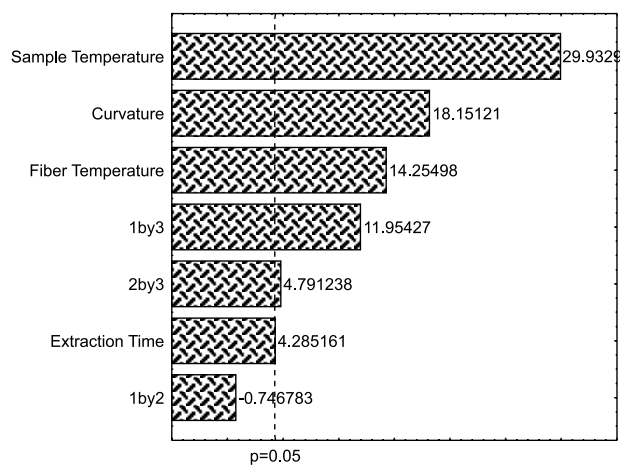 Sample Temperature 29.9329
Curvature 18.15121
Fiber Temperature 14.25498
1by3 11.95427
2by3 4.791238
Extraction Time 4.285161
1by2 -0.746783
p=0.05